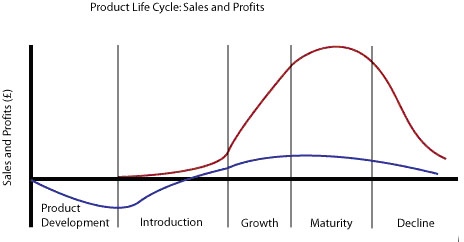 Product Life Cycle: Sales and Profits
Sales and Profits (£)
Product
Development
Introduction
Growth
Maturity
Decline